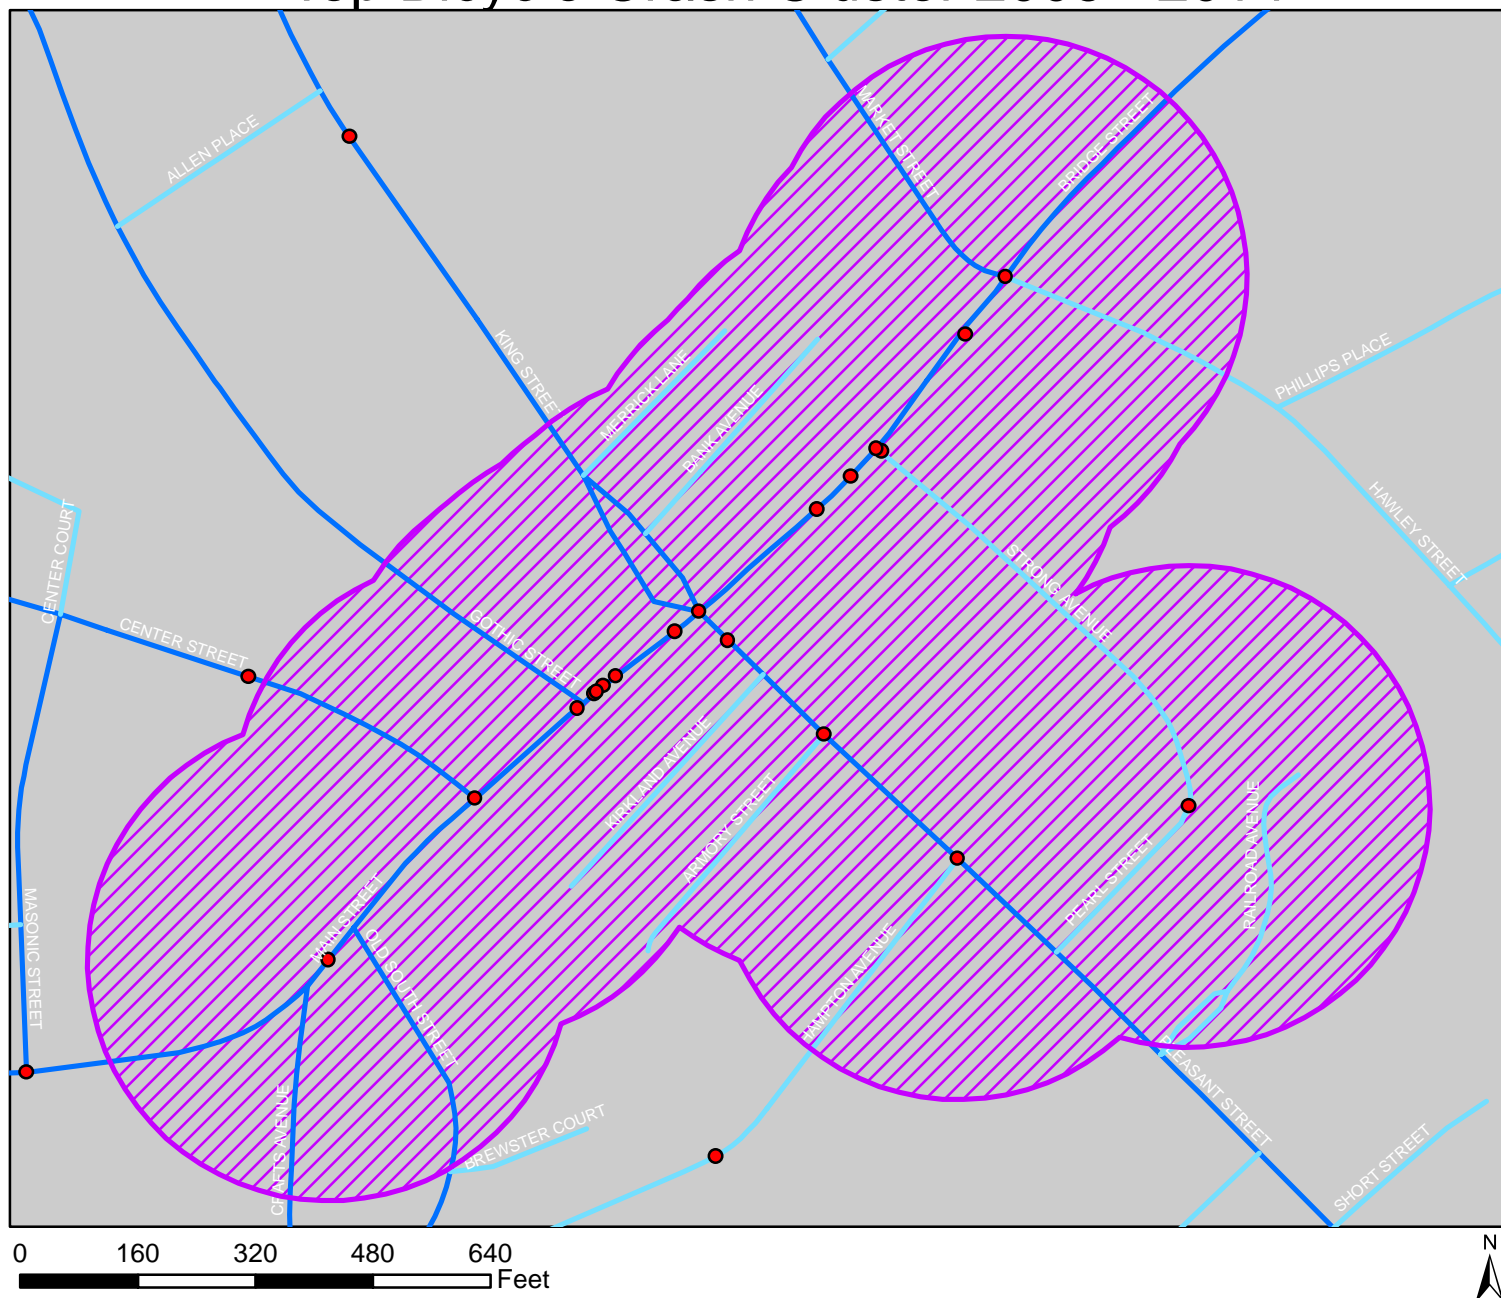 MARKET STREET
BRIDGE STREET
ALLEN PLACE
KING STREE
MERRICK LANE
BANK AVENUE
PHILLIPS PLACE
HAWLEY STREET
CENTER COURT
CENTER STREET
GOTHIC STREET
STRONG AVENUE
KIRKLAND AVENUE
ARMORY STREET
RAILROAD AVENUE
PEARL STREET
MASONIC STREET
MAIN STREET
OLD SOUTH STREET
HAMPTON AVENUE
PLEASANT STREET
CRAFTS AVENUE
BREWSTER COURT
SHORT STREET
0 160 320 480 640
Feet
N